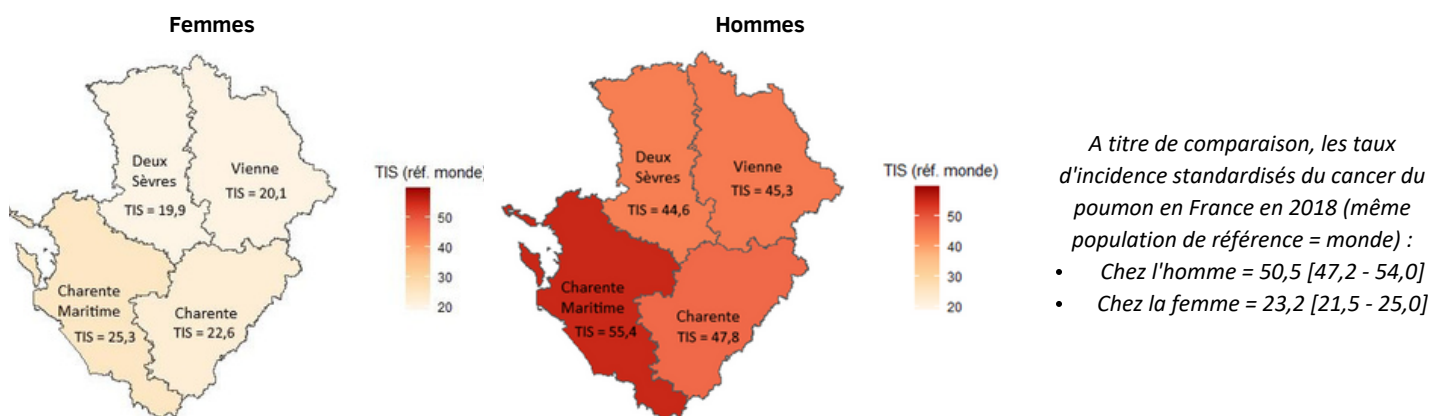 Femmes
Deux
Sèvres
TIS = 19,9
Vienne
TIS = 20,1
Charente
Maritime
TIS = 25,3
Charente
TIS = 22,6
TIS (réf. monde)
50
40
30
20
Hommes
Deux
Sèvres
TIS = 44,6
Vienne
TIS = 45,3
Charente
Maritime
TIS = 55,4
Charente
TIS = 47,8
TIS (réf. monde)
50
40
30
20
A titre de comparaison, les taux
d'incidence standardisés du cancer du
poumon en France en 2018 (même
population de référence = monde) :
• Chez l'homme = 50,5 [47,2 - 54,0]
• Chez la femme = 23,2 [21,5 - 25,0]